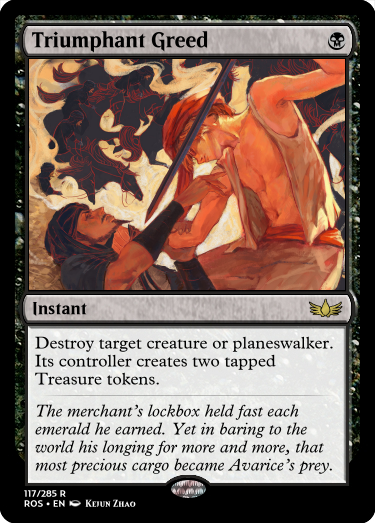 Triumphant Greed
Instant
Destroy target creature or planeswalker.
Its controller creates two tapped
Treasure tokens.
The merchant's lockbox held fast each
emerald he earned. Yet in baring to the
world his longing for more and more, that
most precious cargo became Avarice's prey.
117/285 R
ROS • EN Kejun Zhao